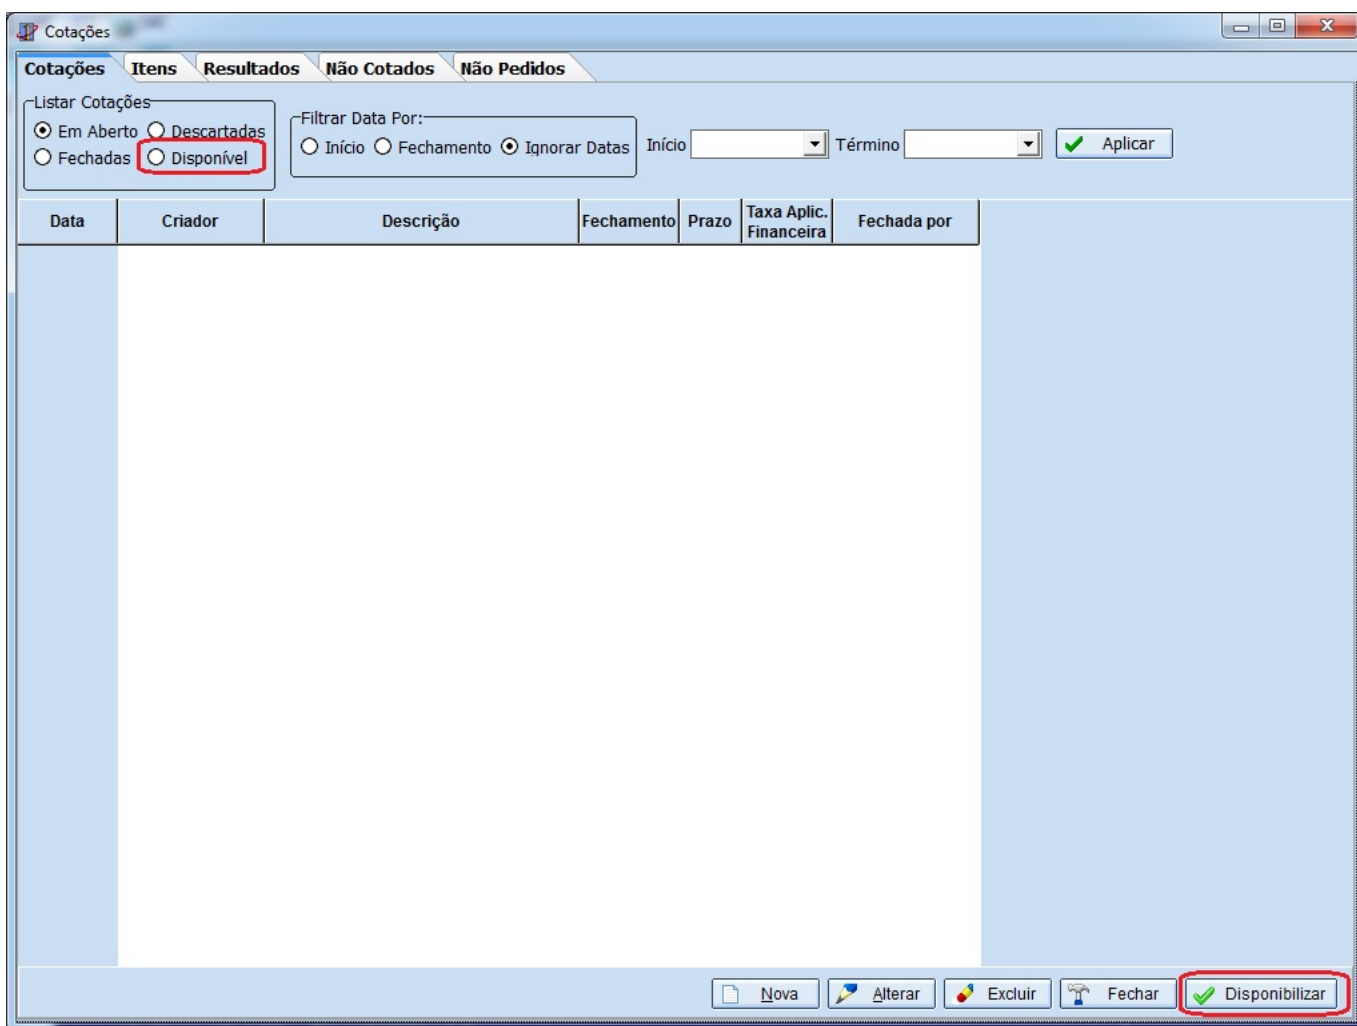 Cotações
Cotações Itens Resultados Não Cotados Não Pedidos
Listar Cotações
Em Aberto Descartadas
Fechadas Disponível
Filtrar Data Por:
Início Fechamento Ignorar Datas
Início Término Aplicar
Data Criador Descrição Fechamento Prazo Taxa Aplic. Financeira Fechada por
Nova Alterar Excluir Fechar Disponibilizar